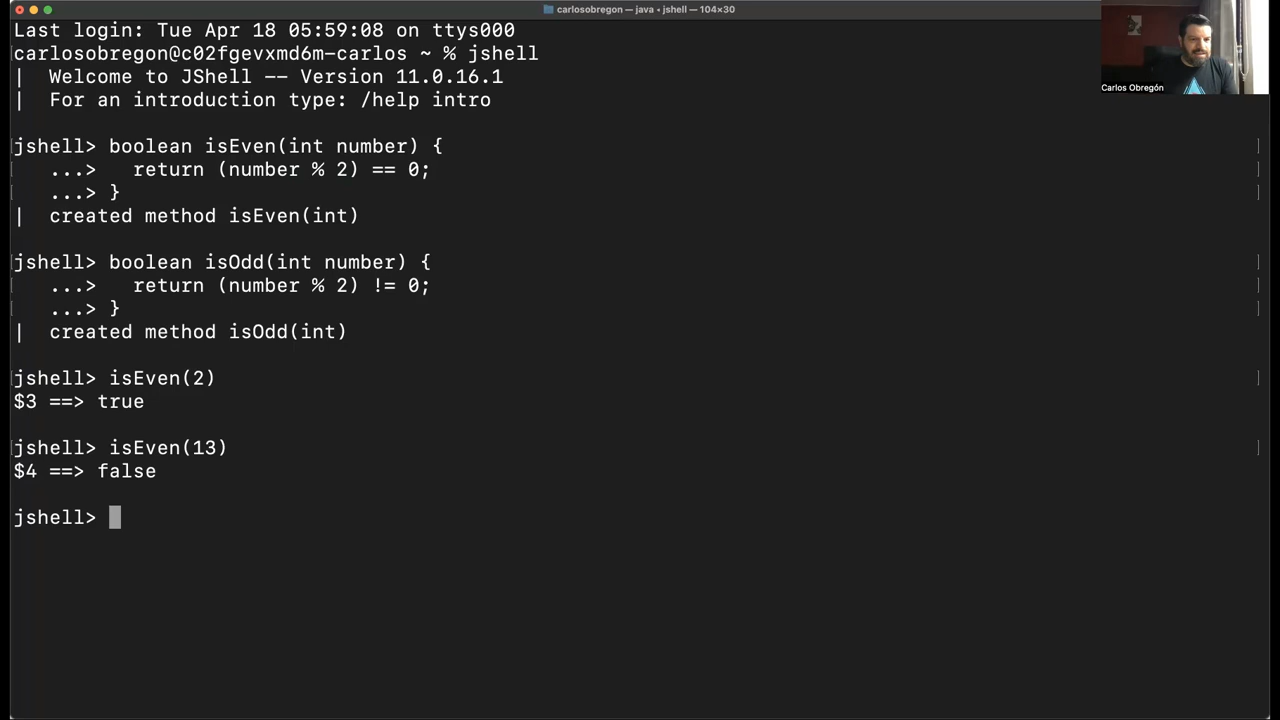 carlosobregon — java • jshell — 104×30
Last login: Tue Apr 18 05:59:08 on ttys000
carlosobregon@c02fgevxmd6m-carlos ~ % jshell
|  Welcome to JShell -- Version 11.0.16.1
|  For an introduction type: /help intro
Carlos Obregón
jshell> boolean isEven(int number) {
   ...>   return (number % 2) == 0;
   ...> }
|  created method isEven(int)
jshell> boolean isOdd(int number) {
   ...>   return (number % 2) != 0;
   ...> }
|  created method isOdd(int)
jshell> isEven(2)
$3 ==> true
jshell> isEven(13)
$4 ==> false
jshell>